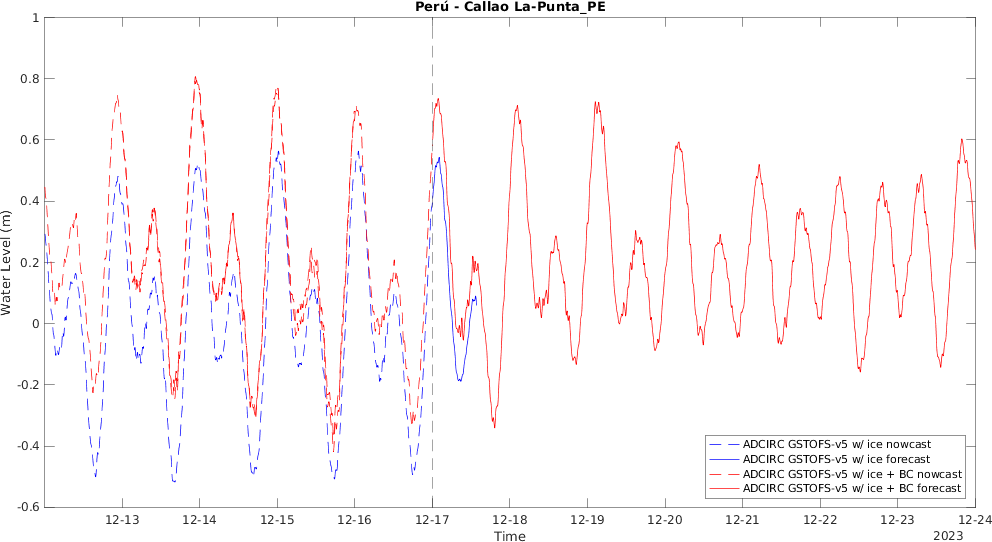 Perú - Callao La-Punta_PE
1
0.8
0.6
0.4
0.2
0
-0.2
-0.4
-0.6
Water Level (m)
ADCIRC GSTOFS-v5 w/ ice nowcast
ADCIRC GSTOFS-v5 w/ ice forecast
ADCIRC GSTOFS-v5 w/ ice + BC nowcast
ADCIRC GSTOFS-v5 w/ ice + BC forecast
12-13 12-14 12-15 12-16 12-17 12-18 12-19 12-20 12-21 12-22 12-23 12-24
Time
2023